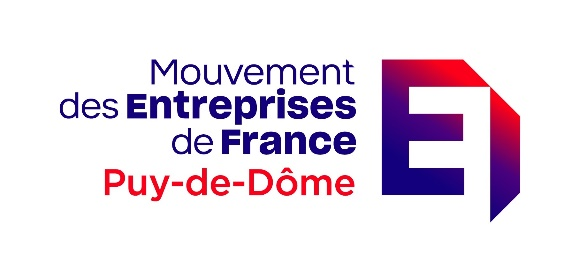 Mouvement
des Entreprises
de France
Puy-de-Dôme